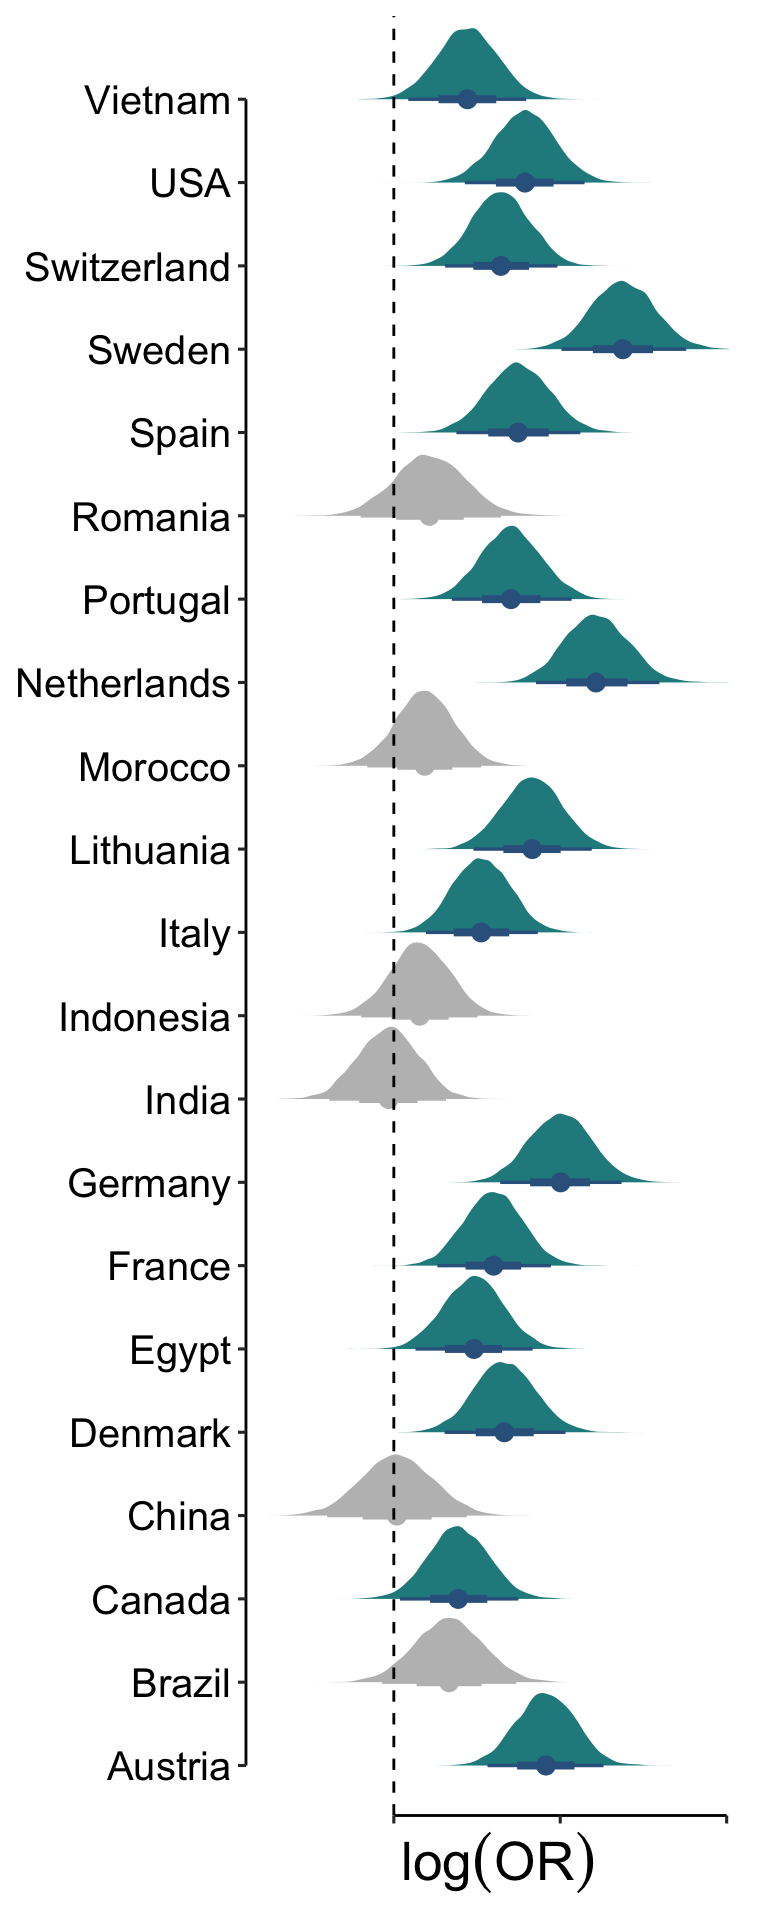 Vietnam
USA
Switzerland
Sweden
Spain
Romania
Portugal
Netherlands
Morocco
Lithuania
Italy
Indonesia
India
Germany
France
Egypt
Denmark
China
Canada
Brazil
Austria
log(OR)